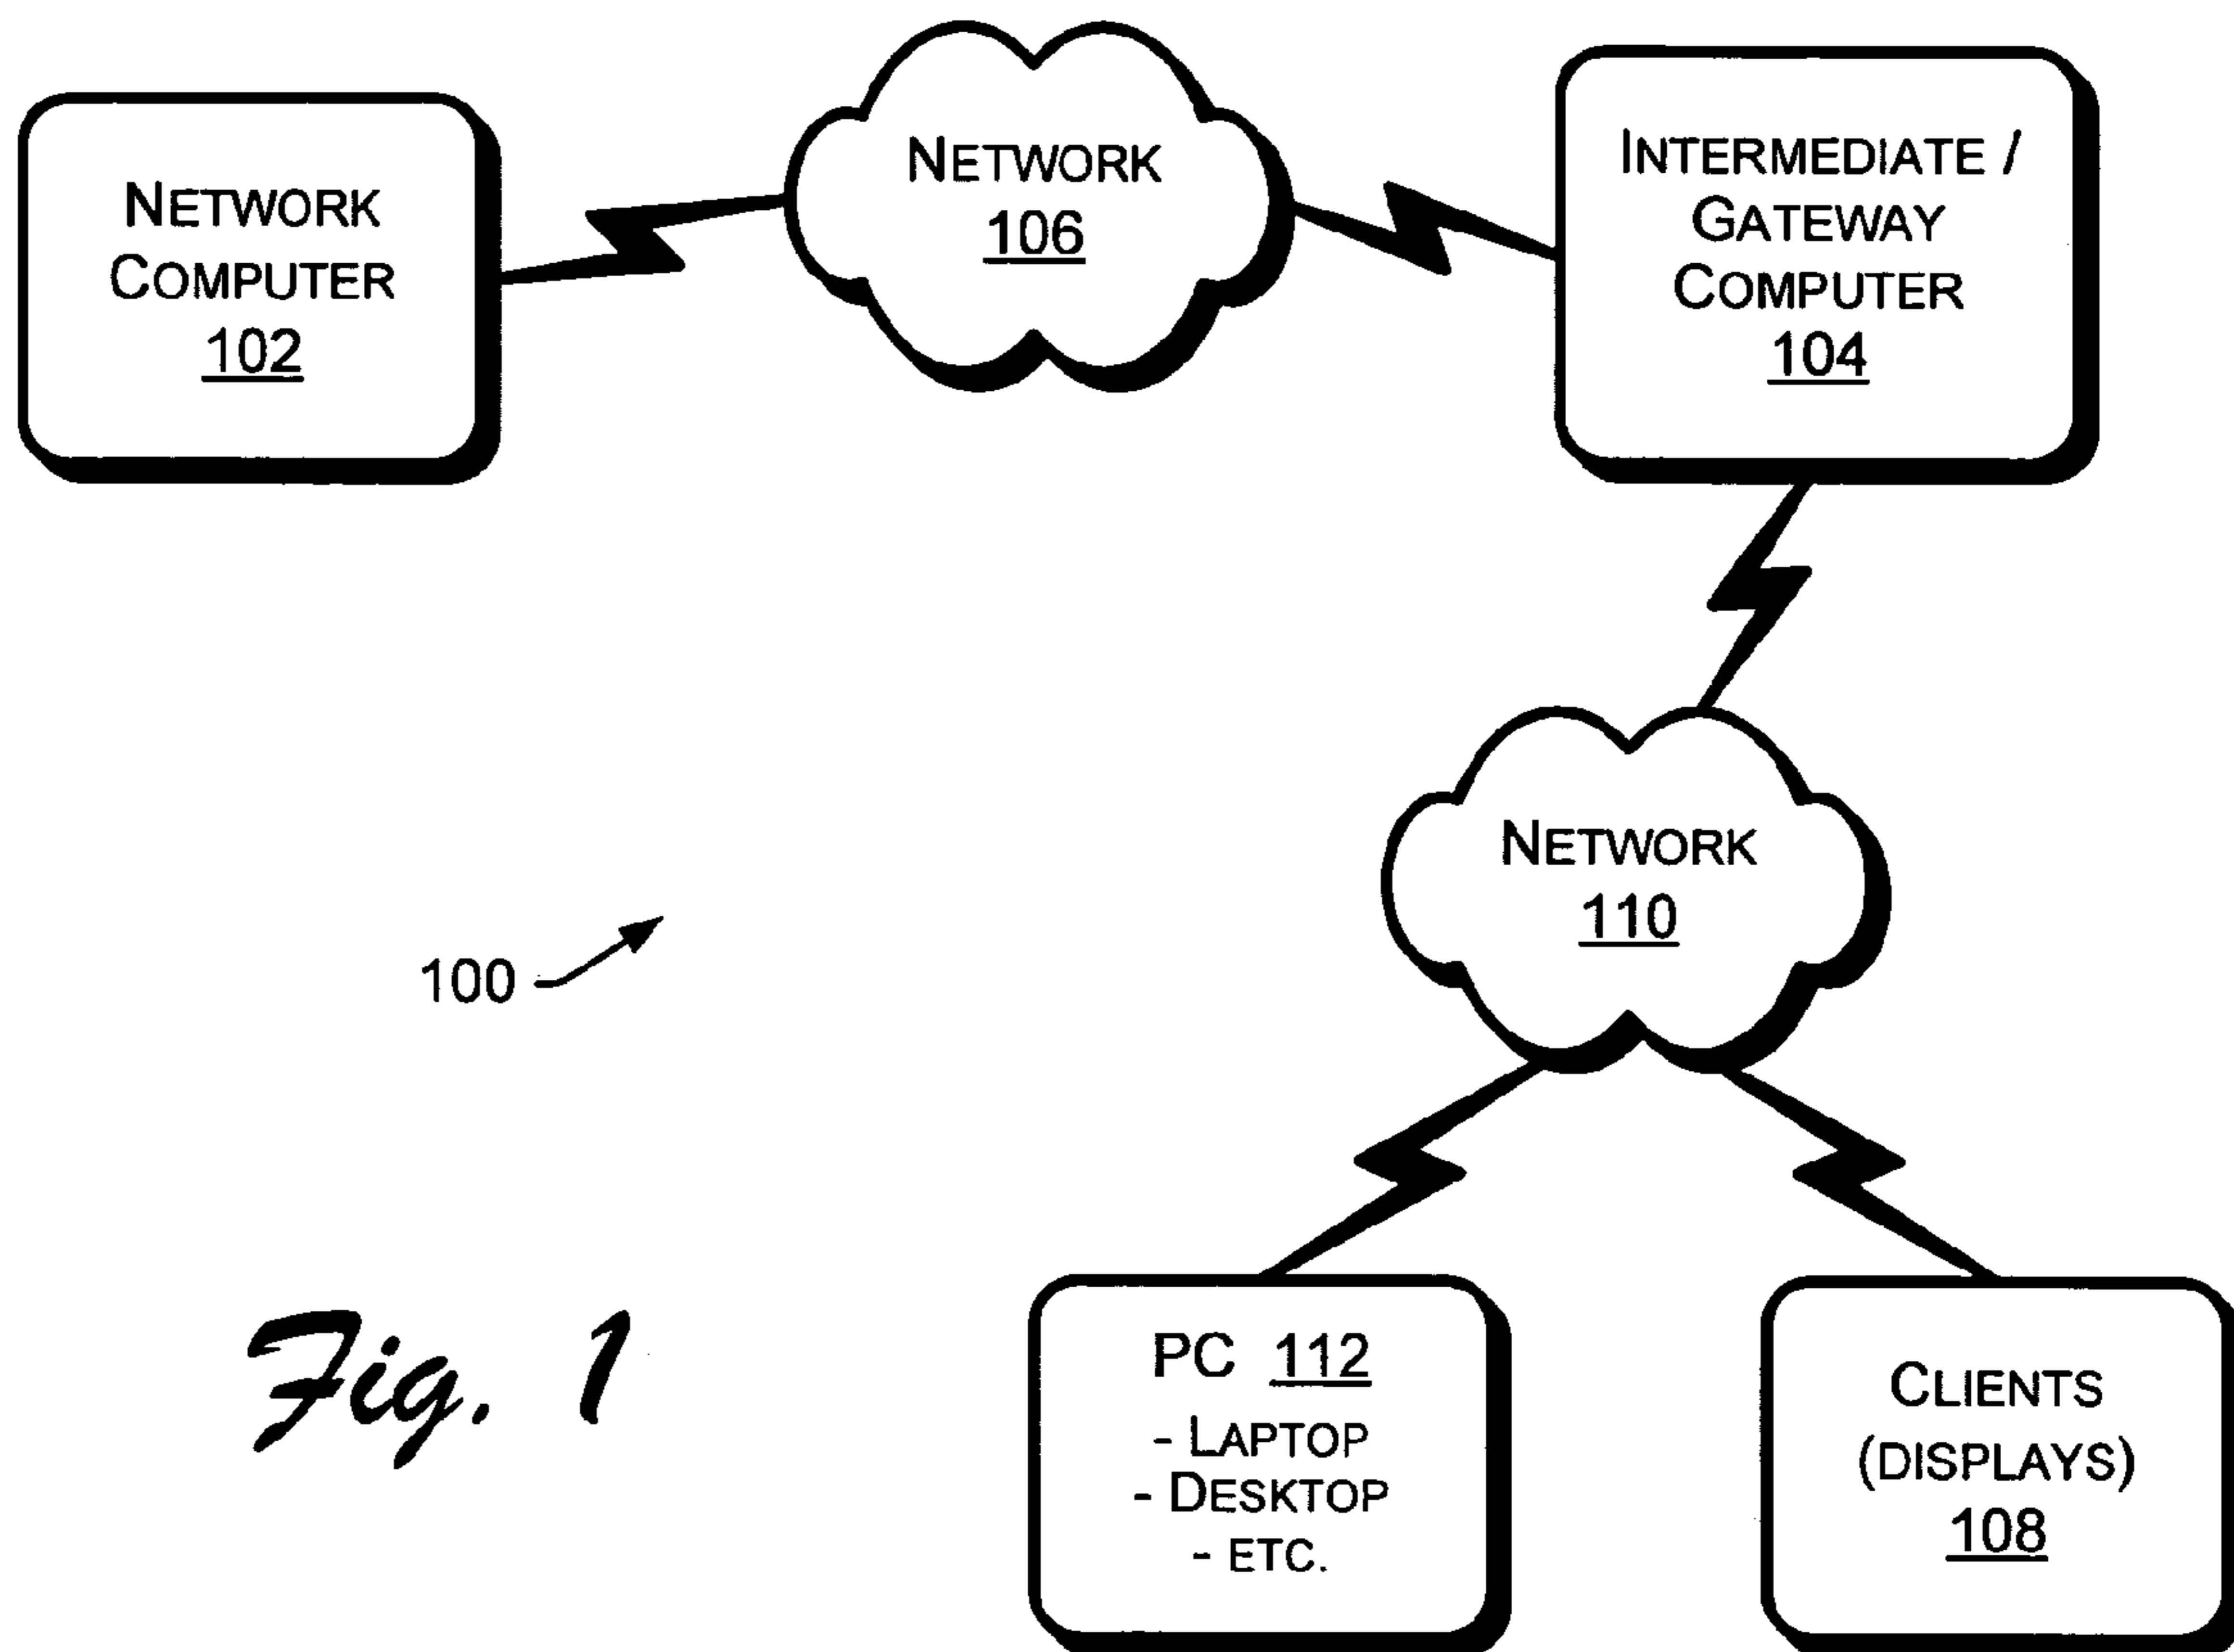 NETWORK
COMPUTER
102
NETWORK
106
INTERMEDIATE /
GATEWAY
COMPUTER
104
NETWORK
110
100
Fig. 1
PC 112
- LAPTOP
- DESKTOP
- ETC.
CLIENTS
(DISPLAYS)
108